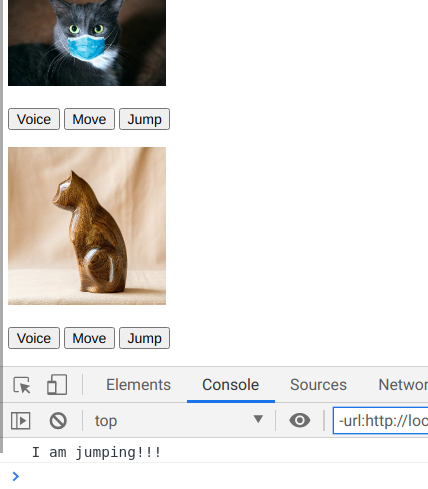 Voice Move Jump
Voice Move Jump
Elements Console Sources Networ
top -url:http://loc
I am jumping!!!